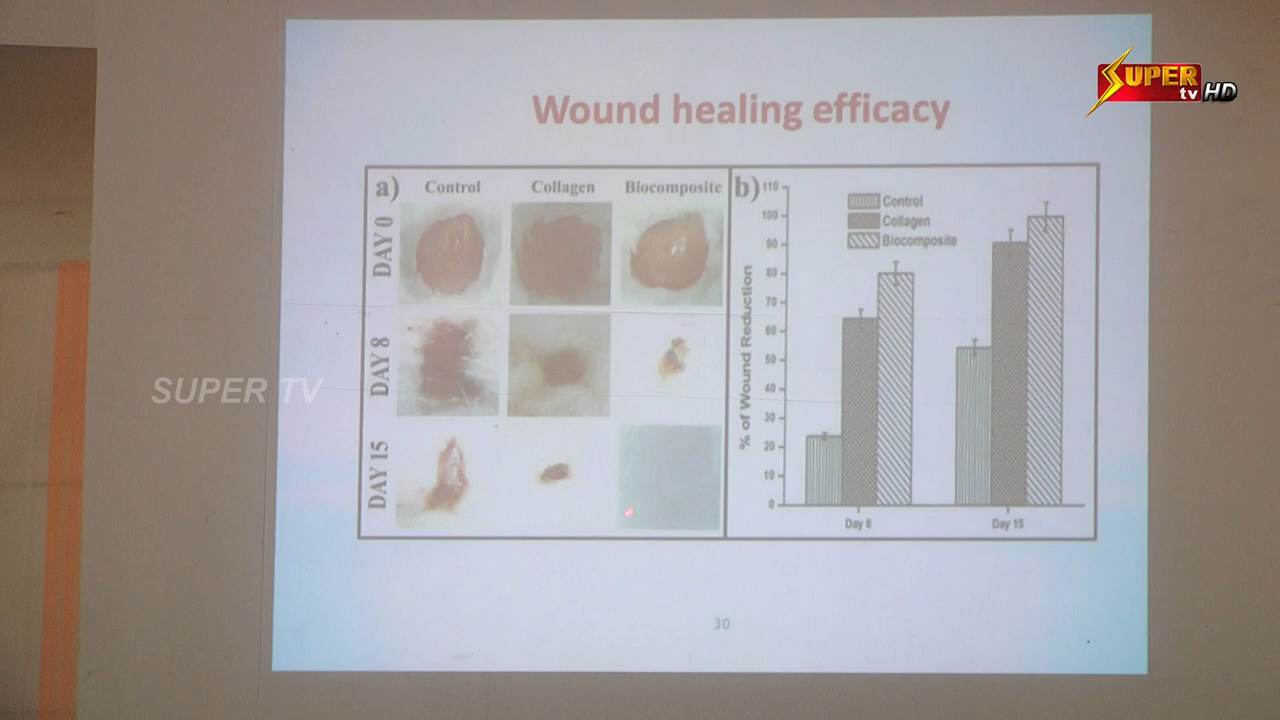 SUPER
tv HD
Wound healing efficacy
a) Control Collagen Biocomposite
DAY 0
DAY 8
DAY 15
b)
110
100
90
80
70
60
50
40
30
20
10
0
% of Wound Reduction
Control
Collagen
Biocomposite
Day 8 Day 15
SUPER TV
30